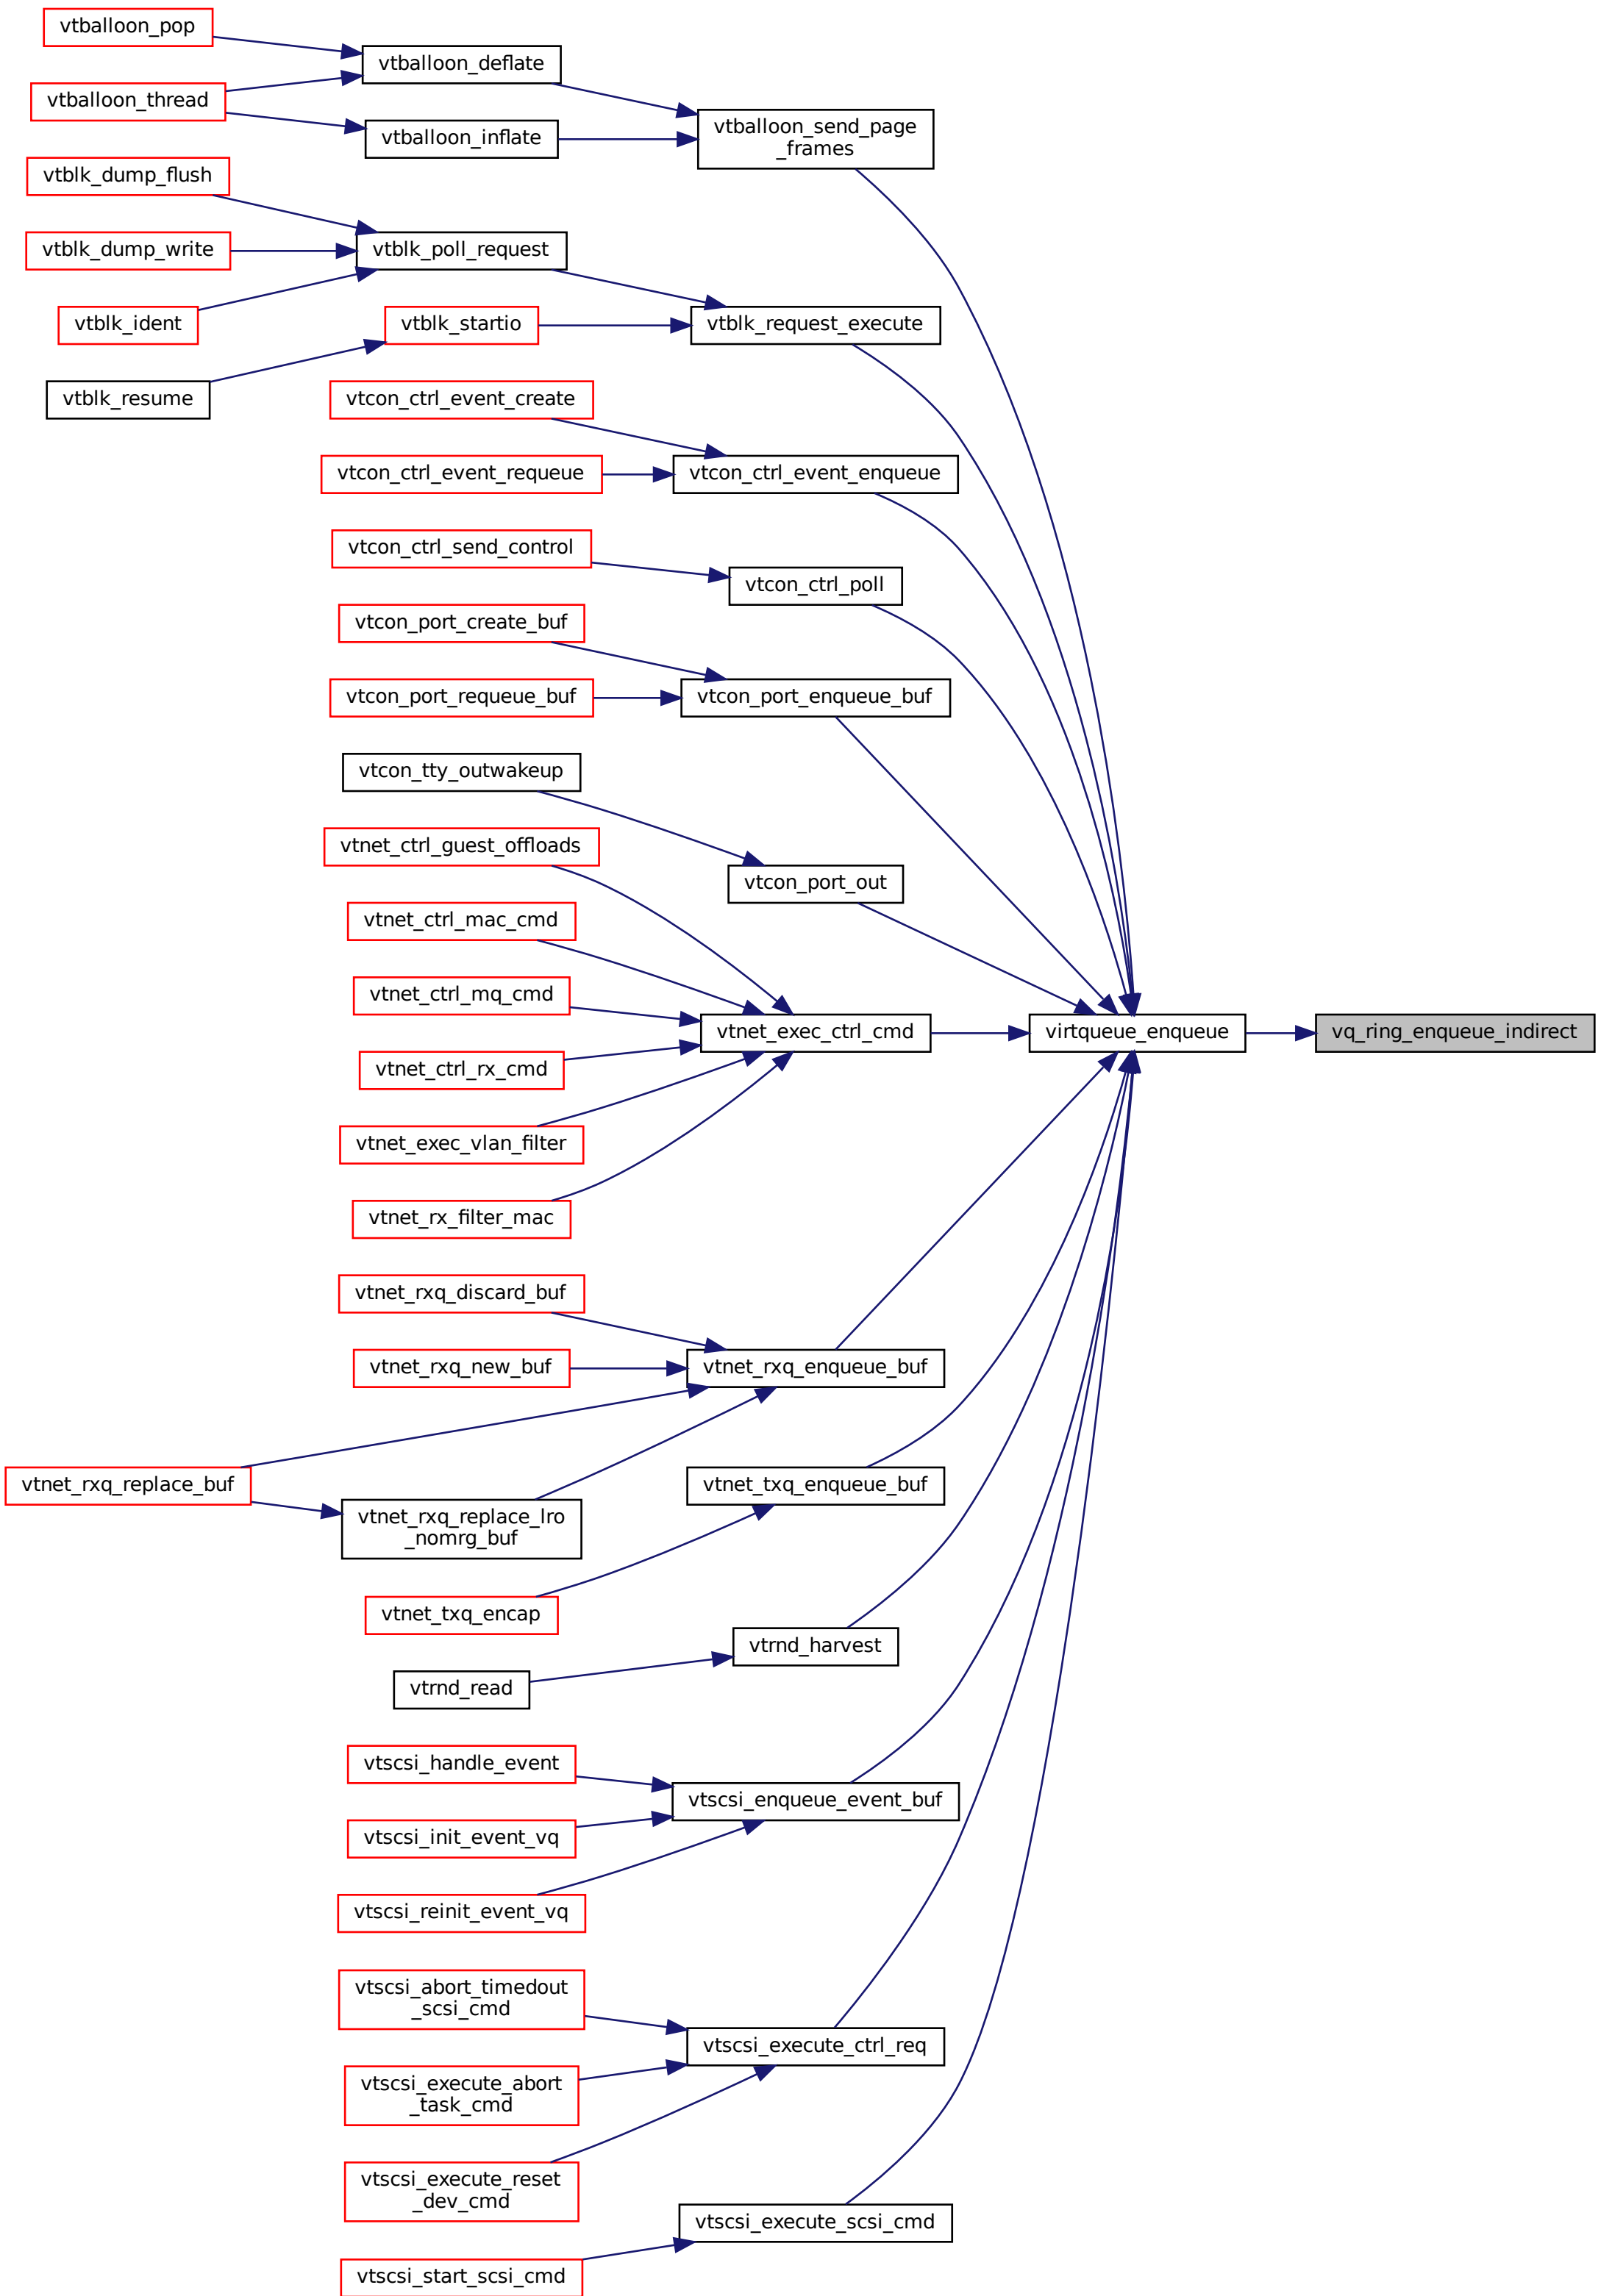 vtballoon_pop
vtballoon_deflate
vtballoon_thread
vtballoon_send_page
_frames
vtballoon_inflate
vtblk_dump_flush
vtblk_dump_write
vtblk_poll_request
vtblk_ident
vtblk_startio
vtblk_request_execute
vtblk_resume
vtcon_ctrl_event_create
vtcon_ctrl_event_requeue
vtcon_ctrl_event_enqueue
vtcon_ctrl_send_control
vtcon_ctrl_poll
vtcon_port_create_buf
vtcon_port_requeue_buf
vtcon_port_enqueue_buf
vtcon_tty_outwakeup
vtnet_ctrl_guest_offloads
vtcon_port_out
vtnet_ctrl_mac_cmd
vtnet_ctrl_mq_cmd
vtnet_exec_ctrl_cmd
virtqueue_enqueue
vq_ring_enqueue_indirect
vtnet_ctrl_rx_cmd
vtnet_exec_vlan_filter
vtnet_rx_filter_mac
vtnet_rxq_discard_buf
vtnet_rxq_new_buf
vtnet_rxq_enqueue_buf
vtnet_rxq_replace_buf
vtnet_txq_enqueue_buf
vtnet_rxq_replace_lro
_nomrg_buf
vtnet_txq_encap
vtrnd_harvest
vtrnd_read
vtscsi_handle_event
vtscsi_enqueue_event_buf
vtscsi_init_event_vq
vtscsi_reinit_event_vq
vtscsi_abort_timedout
_scsi_cmd
vtscsi_execute_ctrl_req
vtscsi_execute_abort
_task_cmd
vtscsi_execute_reset
_dev_cmd
vtscsi_execute_scsi_cmd
vtscsi_start_scsi_cmd